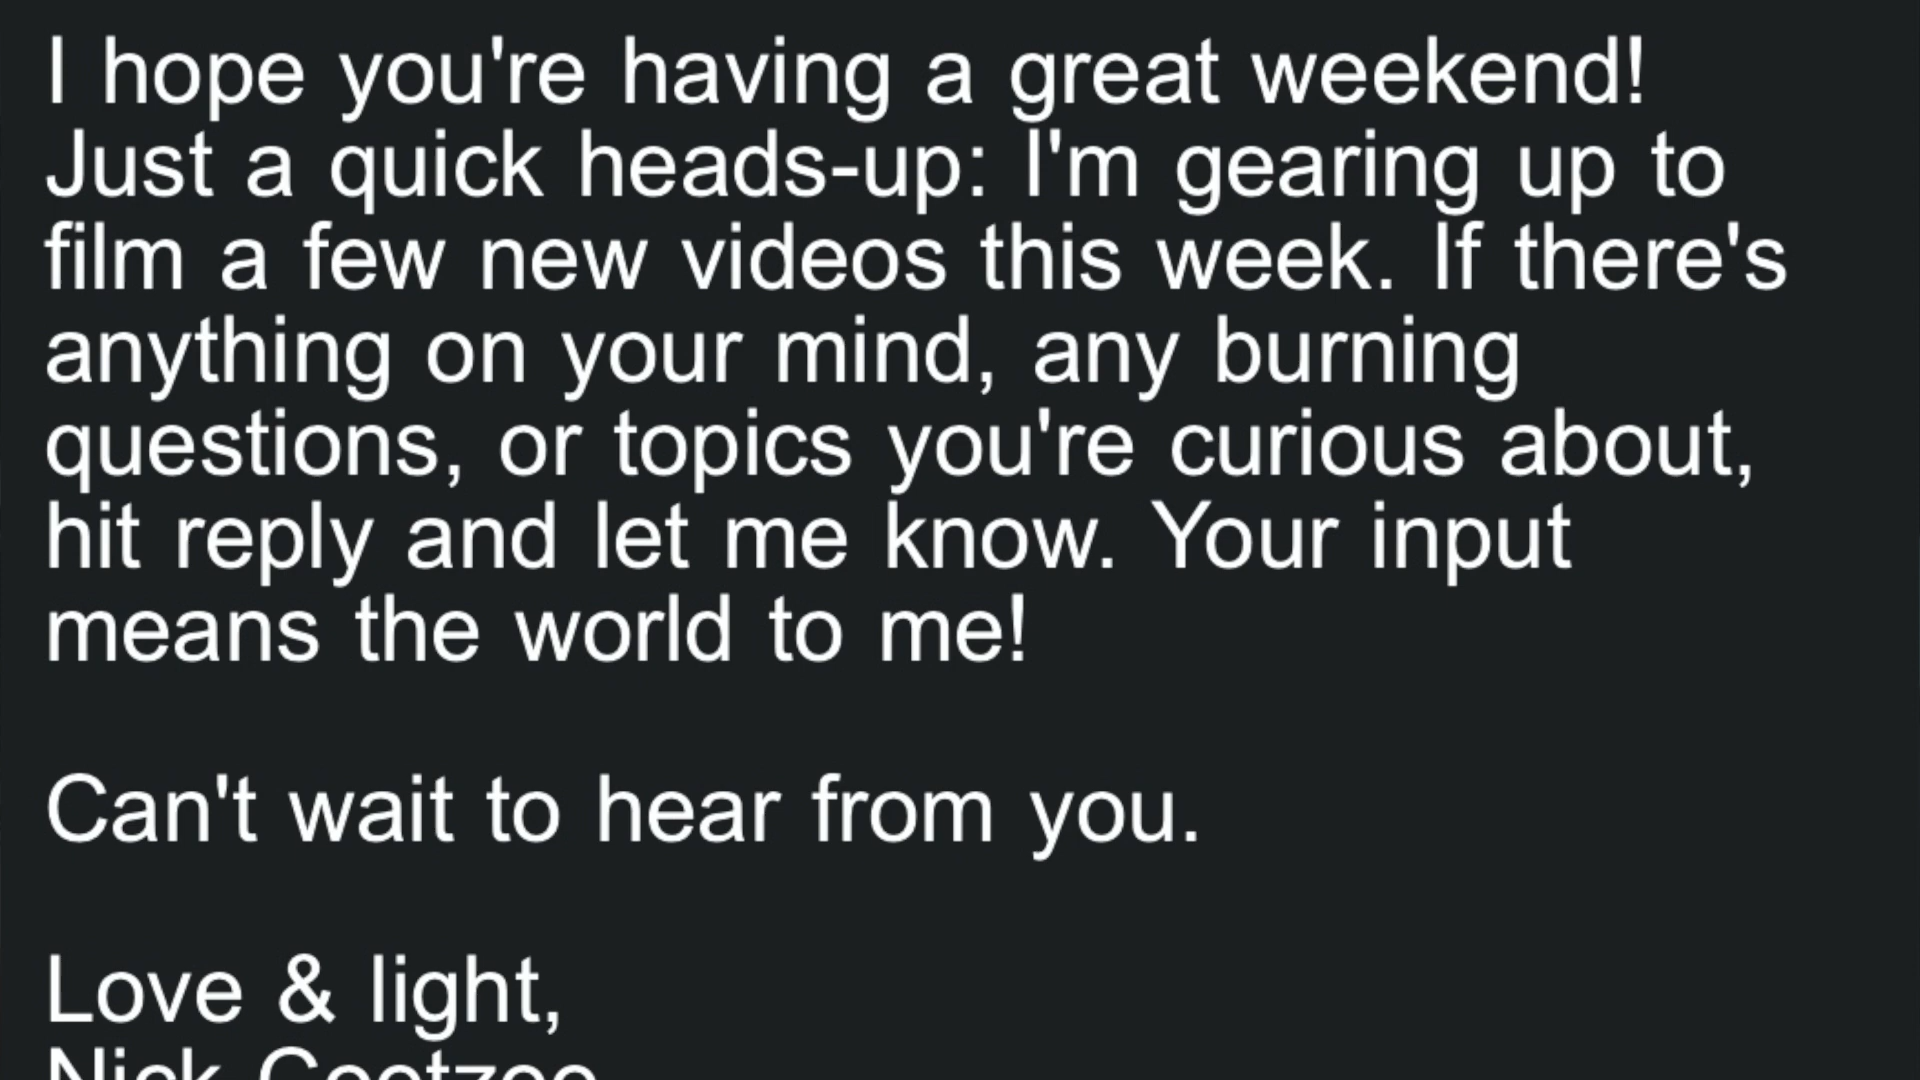 I hope you're having a great weekend!
Just a quick heads-up: I'm gearing up to
film a few new videos this week. If there's
anything on your mind, any burning
questions, or topics you're curious about,
hit reply and let me know. Your input
means the world to me!
Can't wait to hear from you.
Love & light,
Nick Coetzee